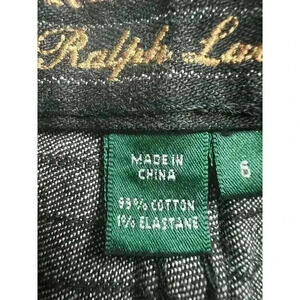 Ralph Lau
MADE IN
CHINA
99% COTTON
1% ELASTANE
6